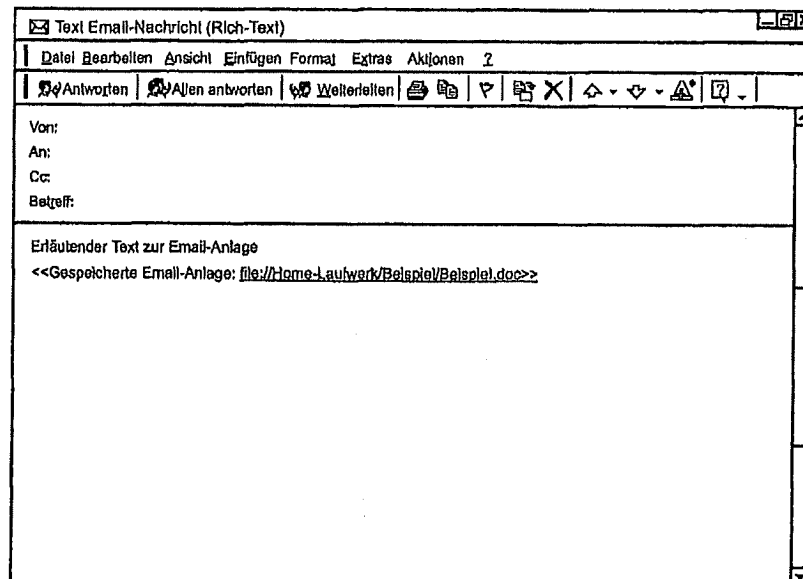 Text Email-Nachricht (Rich-Text)
Datei Bearbeiten Ansicht Einfügen Format Extras Aktionen ?
Antworten Allen antworten Weiterleiten
Von:
An:
Cc:
Betreff:
Erläutender Text zur Email-Anlage
<<Gespeicherte Email-Anlage: file://Home-Laufwerk/Beispiel/Beispiel.doc>>